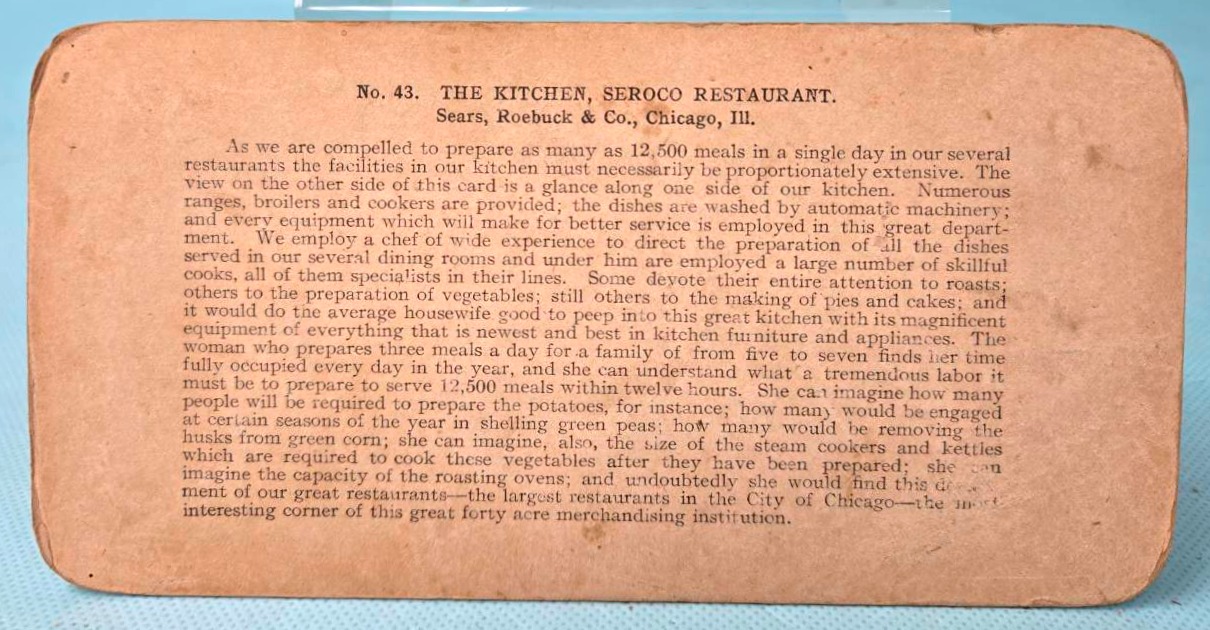 No. 43. THE KITCHEN, SEROCO RESTAURANT.
Sears, Roebuck & Co., Chicago, Ill.
As we are compelled to prepare as many as 12,500 meals in a single day in our several
restaurants the facilities in our kitchen must necessarily be proportionately extensive. The
view on the other side of this card is a glance along one side of our kitchen. Numerous
ranges, broilers and cookers are provided; the dishes are washed by automatic machinery;
and every equipment which will make for better service is employed in this great depart-
ment. We employ a chef of wide experience to direct the preparation of all the dishes
served in our several dining rooms and under him are employed a large number of skillful
cooks, all of them specialists in their lines. Some devote their entire attention to roasts;
others to the preparation of vegetables; still others to the making of pies and cakes; and
it would do the average housewife good to peep into this great kitchen with its magnificent
equipment of everything that is newest and best in kitchen furniture and appliances. The
woman who prepares three meals a day for a family of from five to seven finds her time
fully occupied every day in the year, and she can understand what a tremendous labor it
must be to prepare to serve 12,500 meals within twelve hours. She can imagine how many
people will be required to prepare the potatoes, for instance; how many would be engaged
at certain seasons of the year in shelling green peas; how many would be removing the
husks from green corn; she can imagine, also, the size of the steam cookers and kettles
which are required to cook these vegetables after they have been prepared; she can
imagine the capacity of the roasting ovens; and undoubtedly she would find this
ment of our great restaurants—the largest restaurants in the City of Chicago—the most
interesting corner of this great forty acre merchandising institution.